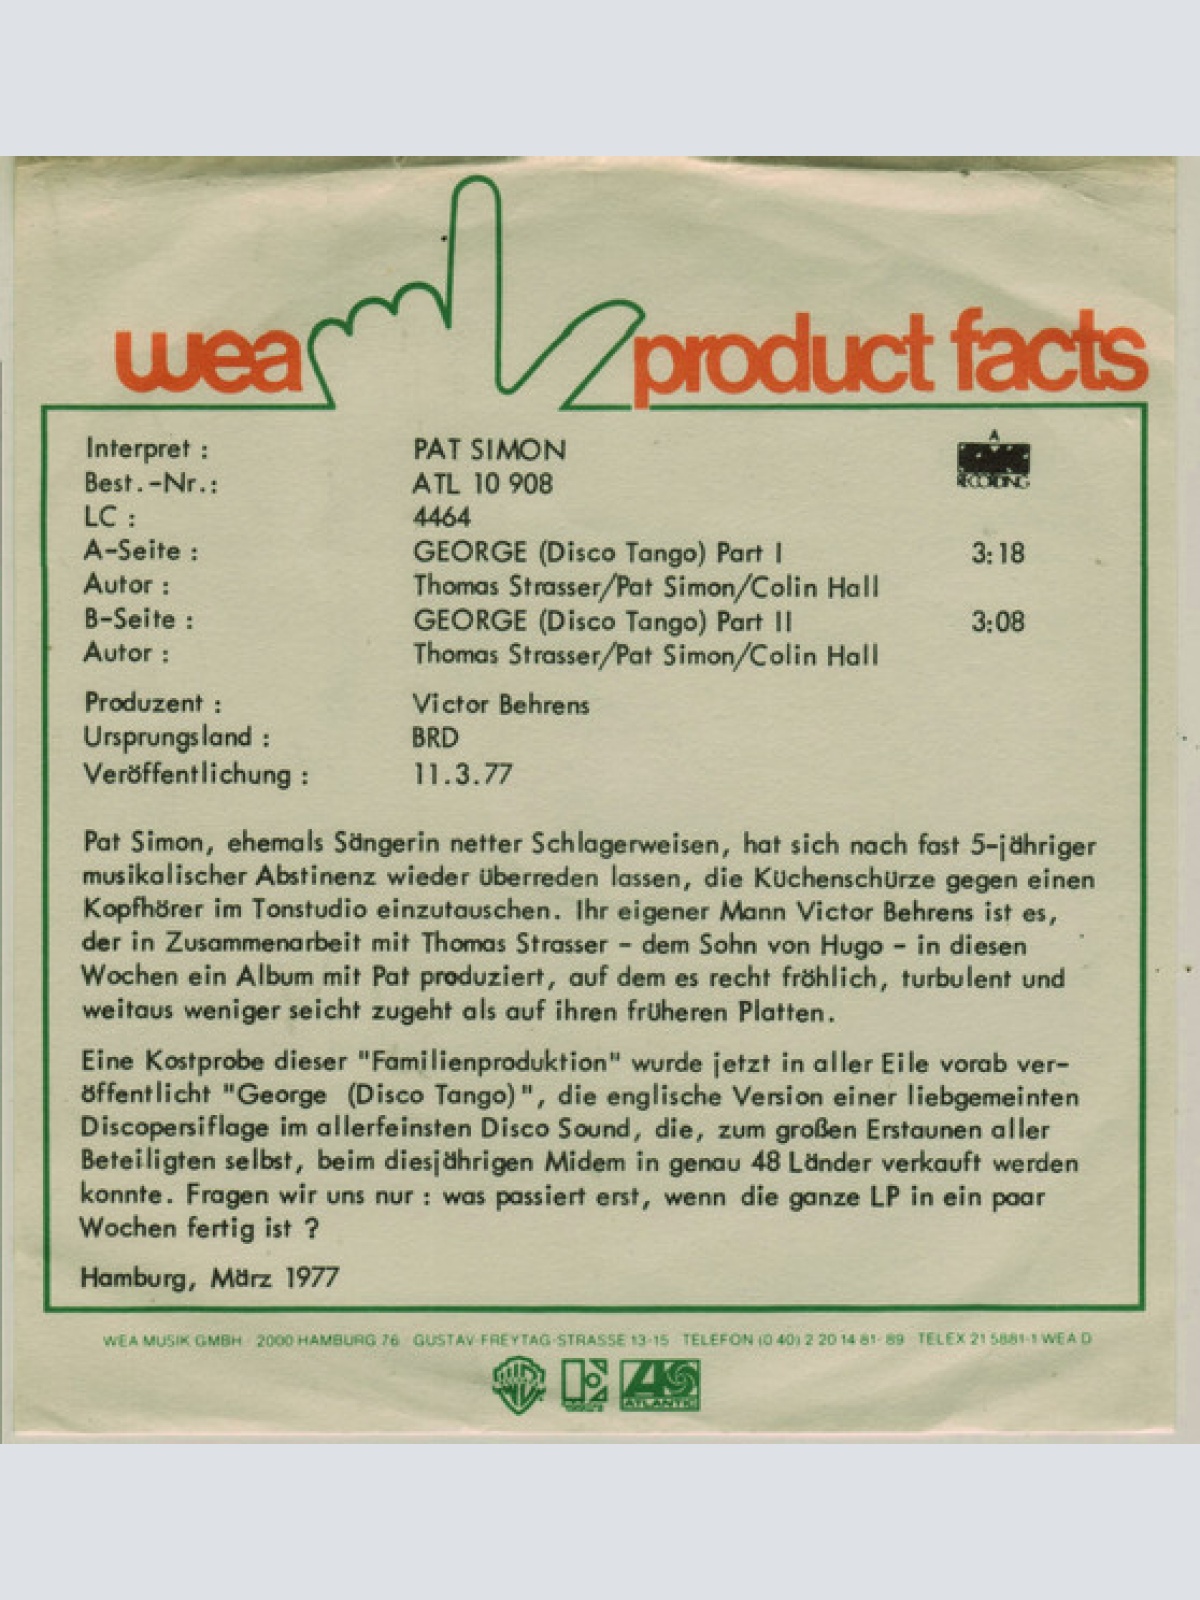 wea product facts
Interpret : PAT SIMON
A
RECORDING
Best.-Nr.: ATL 10 908
LC : 4464
A-Seite : GEORGE (Disco Tango) Part I 3:18
Autor : Thomas Strasser/Pat Simon/Colin Hall
B-Seite : GEORGE (Disco Tango) Part II 3:08
Autor : Thomas Strasser/Pat Simon/Colin Hall
Produzent : Victor Behrens
Ursprungsland : BRD
Veröffentlichung : 11.3.77
Pat Simon, ehemals Sängerin netter Schlagerweisen, hat sich nach fast 5-jähriger
musikalischer Abstinenz wieder überreden lassen, die Küchenschürze gegen einen
Kopfhörer im Tonstudio einzutauschen. Ihr eigener Mann Victor Behrens ist es,
der in Zusammenarbeit mit Thomas Strasser - dem Sohn von Hugo - in diesen
Wochen ein Album mit Pat produziert, auf dem es recht fröhlich, turbulent und
weitaus weniger seicht zugeht als auf ihren früheren Platten.
Eine Kostprobe dieser "Familienproduktion" wurde jetzt in aller Eile vorab ver-
öffentlicht "George (Disco Tango)", die englische Version einer liebgemeinten
Discopersiflage im allerfeinsten Disco Sound, die, zum großen Erstaunen aller
Beteiligten selbst, beim diesjährigen Midem in genau 48 Länder verkauft werden
konnte. Fragen wir uns nur : was passiert erst, wenn die ganze LP in ein paar
Wochen fertig ist ?
Hamburg, März 1977
WEA MUSIK GMBH · 2000 HAMBURG 76 · GUSTAV-FREYTAG-STRASSE 13-15 · TELEFON (0 40) 2 20 14 81-89 · TELEX 21 5881-1 WEA D
ATLANTIC